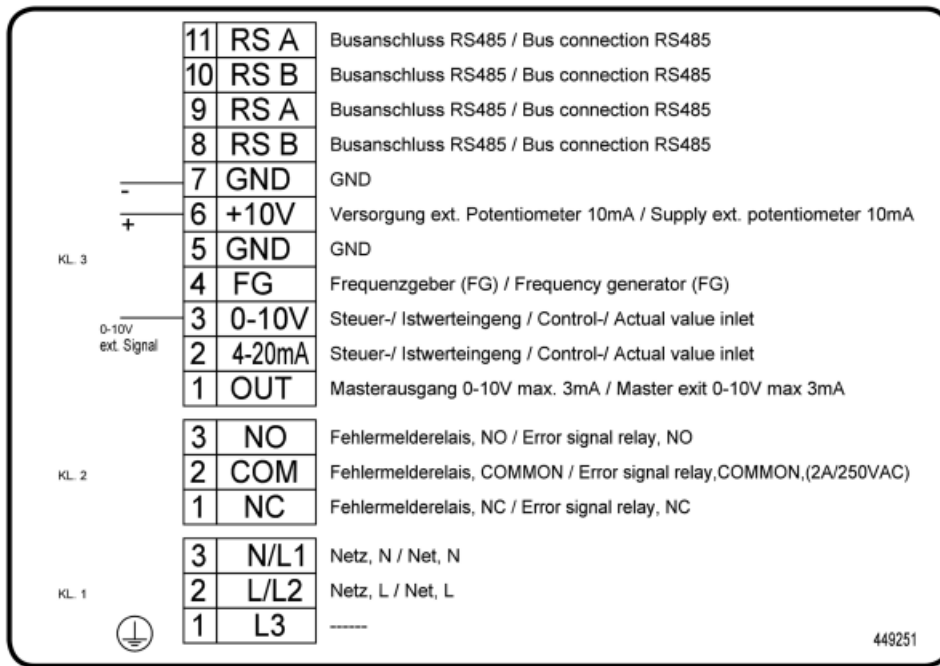 11 RS A Busanschluss RS485 / Bus connection RS485
10 RS B Busanschluss RS485 / Bus connection RS485
9 RS A Busanschluss RS485 / Bus connection RS485
8 RS B Busanschluss RS485 / Bus connection RS485
- 7 GND GND
+ 6 +10V Versorgung ext. Potentiometer 10mA / Supply ext. potentiometer 10mA
KL. 3 5 GND GND
4 FG Frequenzgeber (FG) / Frequency generator (FG)
0-10V ext. Signal 3 0-10V Steuer-/ Istwerteingeng / Control-/ Actual value inlet
2 4-20mA Steuer-/ Istwerteingeng / Control-/ Actual value inlet
1 OUT Masterausgang 0-10V max. 3mA / Master exit 0-10V max 3mA
3 NO Fehlermelderelais, NO / Error signal relay, NO
KL. 2 2 COM Fehlermelderelais, COMMON / Error signal relay,COMMON,(2A/250VAC)
1 NC Fehlermelderelais, NC / Error signal relay, NC
3 N/L1 Netz, N / Net, N
KL. 1 2 L/L2 Netz, L / Net, L
1 L3 ------
449251